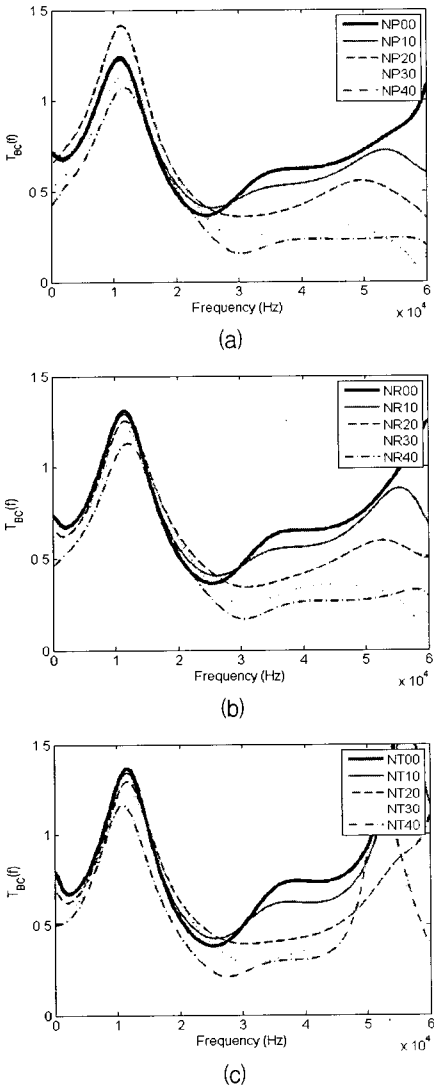 1 5
NP00
NP10
NP20
NP30
NP40
1
T_BC(f)
0 5
0
0 1 2 3 4 5 6
Frequency (Hz)
x 10^4
(a)
1 5
NR00
NR10
NR20
NR30
NR40
1
T_BC(f)
0 5
0
0 1 2 3 4 5 6
Frequency (Hz)
x 10^4
(b)
1 5
NT00
NT10
NT20
NT30
NT40
1
T_BC(f)
0 5
0
0 1 2 3 4 5 6
Frequency (Hz)
x 10^4
(c)